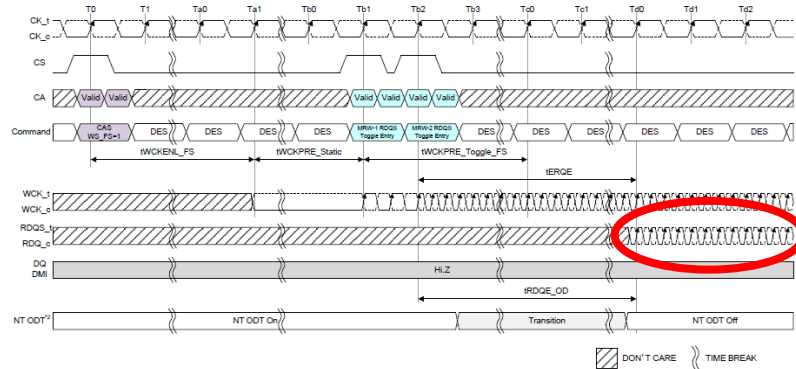 T0 T1 Ta0 Ta1 Tb0 Tb1 Tb2 Tb3 Tc0 Tc1 Td0 Td1 Td2
CK_t
CK_c
CS
CA Valid Valid Valid Valid Valid Valid
Command CAS WS_FS=1 DES DES DES DES MRW-1 RDQS Toggle Entry MRW-2 RDQS Toggle Entry DES DES DES DES DES DES
tWCKENL_FS tWCKPRE_Static tWCKPRE_Toggle_FS
tERQE
WCK_t
WCK_c
RDQS_t
RDQ_c
DQ
DMI
Hi.Z
tRDQE_OD
NT ODT*2 NT ODT On Transition NT ODT Off
DON'T CARE TIME BREAK